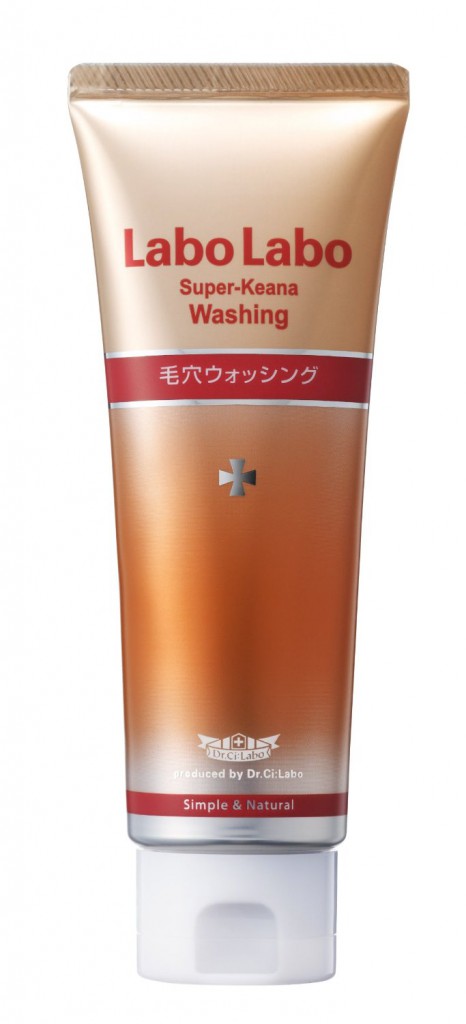 Labo Labo
Super-Keana
Washing
毛穴ウォッシング
Dr.Ci:Labo
produced by Dr.Ci:Labo
Simple & Natural